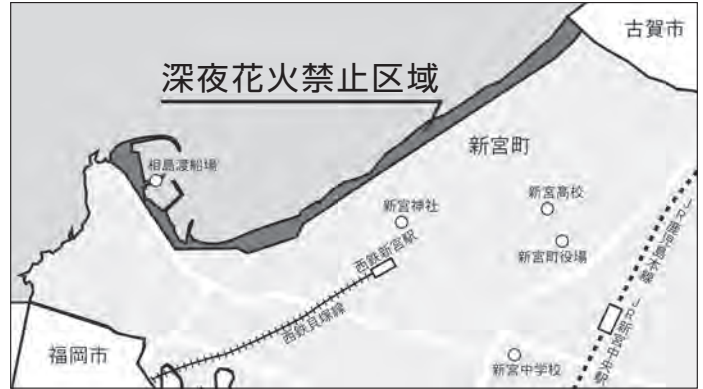 古賀市
深夜花火禁止区域
新宮町
相島渡船場
新宮神社
新宮高校
新宮町役場
西鉄新宮駅
西鉄貝塚線
JR鹿児島本線
JR新宮中央駅
福岡市
新宮中学校